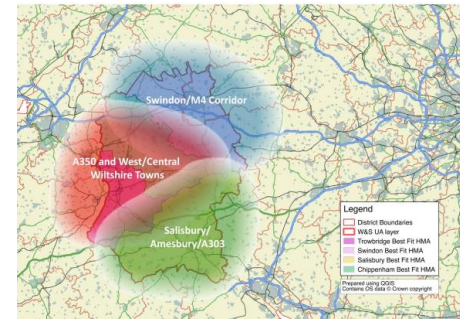 Swindon/M4 Corridor
A350 and West/Central
Wiltshire Towns
Salisbury/
Amesbury/A303
Legend
District Boundaries
W&S UA layer
Trowbridge Best Fit HMA
Swindon Best Fit HMA
Salisbury Best Fit HMA
Chippenham Best Fit HMA
Prepared using QGIS
Contains OS data © Crown copyright